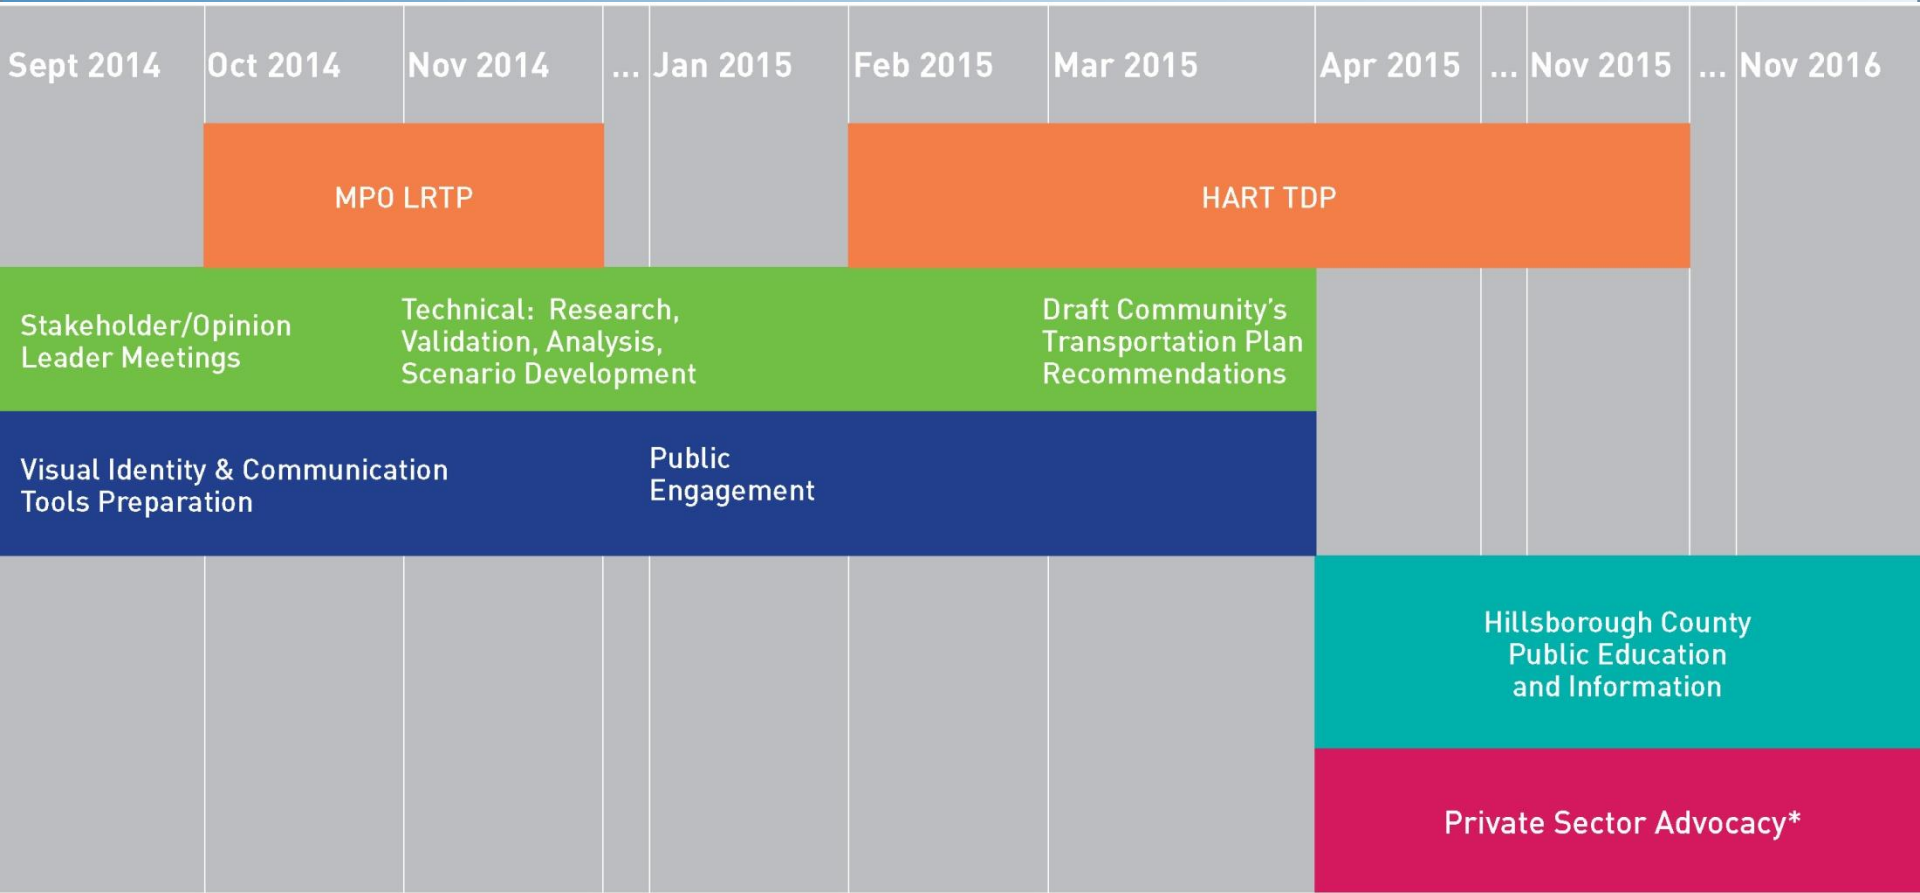 Sept 2014 Oct 2014 Nov 2014 ... Jan 2015 Feb 2015 Mar 2015 Apr 2015 ... Nov 2015 ... Nov 2016
MPO LRTP
HART TDP
Stakeholder/Opinion
Leader Meetings
Technical: Research,
Validation, Analysis,
Scenario Development
Draft Community's
Transportation Plan
Recommendations
Visual Identity & Communication
Tools Preparation
Public
Engagement
Hillsborough County
Public Education
and Information
Private Sector Advocacy*